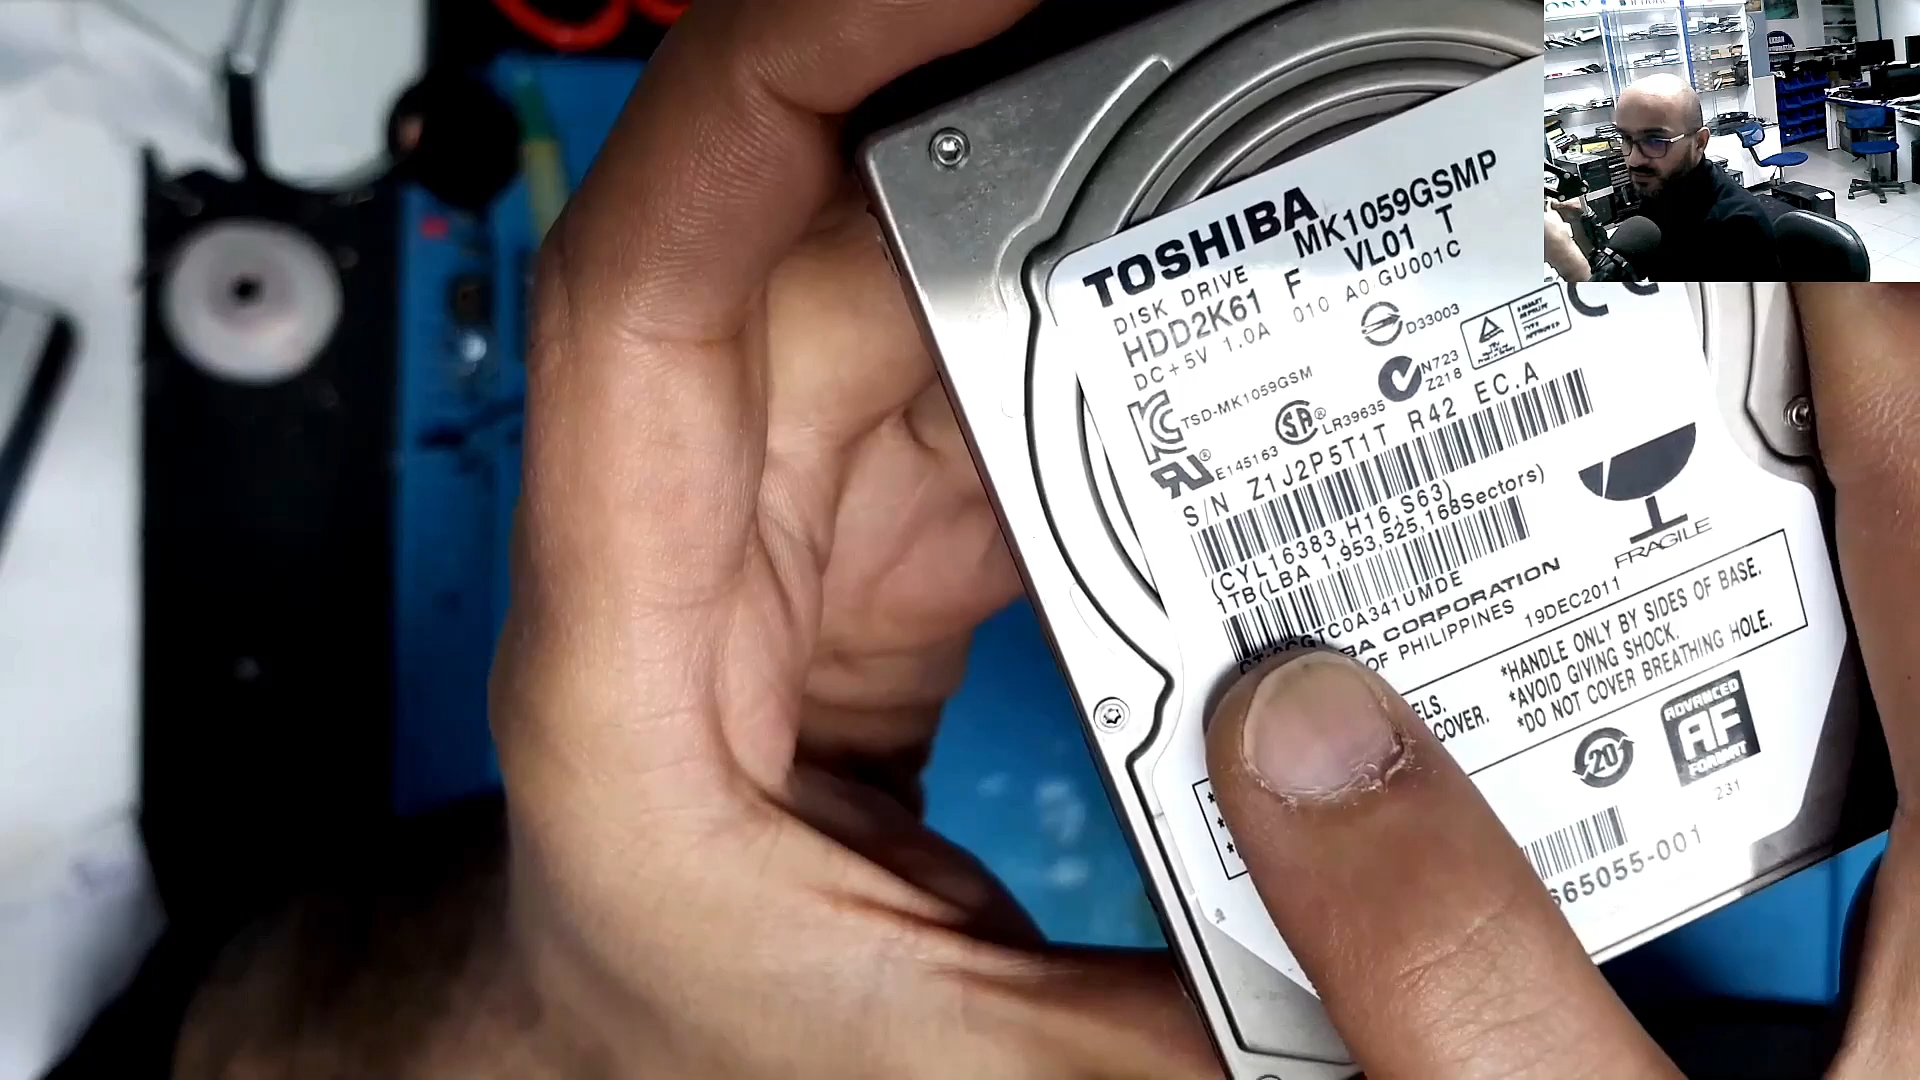 TOSHIBA
MK1059GSMP
DISK DRIVE
HDD2K61 F VL01 T
DC+5V 1.0A 010 A0 GU001C
D33003
TSD-MK1059GSM
N723
Z218
E145163
LR39635
S/N Z1J2P5T1T R42 EC.A
(CYL16383,H16,S63)
1TB(LBA 1,953,525,168Sectors)
FRAGILE
CORPORATION
OF PHILIPPINES 19DEC2011
*HANDLE ONLY BY SIDES OF BASE.
*AVOID GIVING SHOCK.
COVER. *DO NOT COVER BREATHING HOLE.
20
ADVANCED
AF
FORMAT
231
65055-001